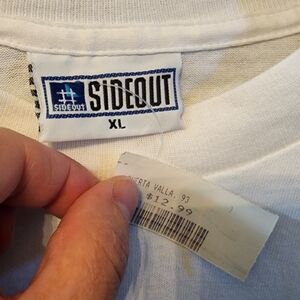 SIDEOUT
SIDEOUT
XL
VALLA 93
$12.99